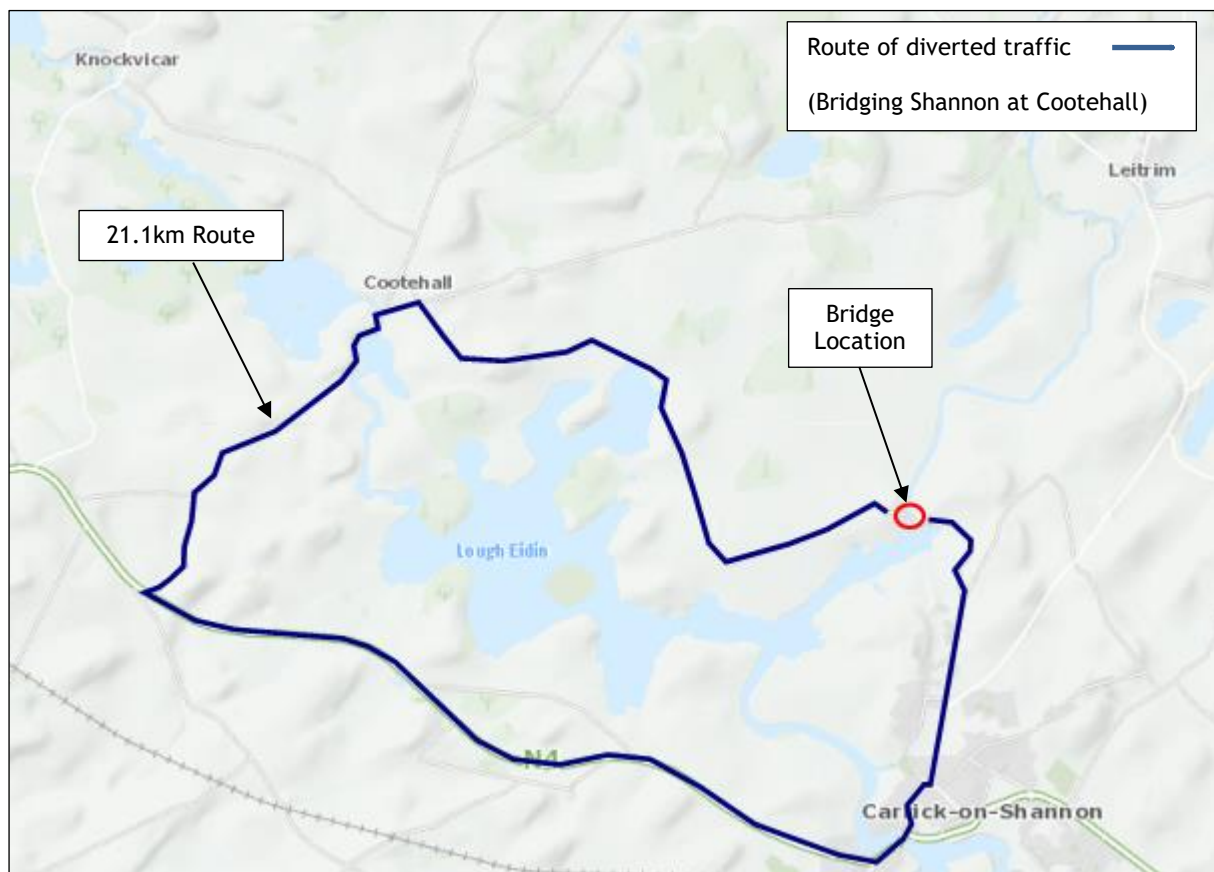 Knockvicar
Route of diverted traffic
(Bridging Shannon at Cootehall)
Leitrim
21.1km Route
Cootehall
Bridge
Location
Lough Eidin
N4
Carrick-on-Shannon